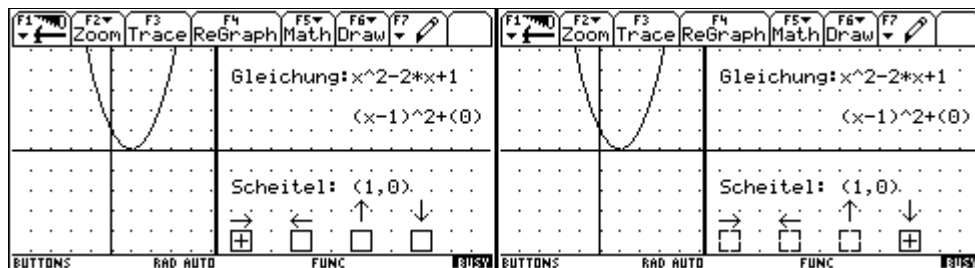 F1 F2 F3 F4 F5 F6 F7
Zoom Trace ReGraph Math Draw
Gleichung:x^2-2*x+1
(x-1)^2+(0)
Scheitel: (1,0)
→ ← ↑ ↓
+
BUTTONS RAD AUTO FUNC BUSY
F1 F2 F3 F4 F5 F6 F7
Zoom Trace ReGraph Math Draw
Gleichung:x^2-2*x+1
(x-1)^2+(0)
Scheitel: (1,0)
→ ← ↑ ↓
+
BUTTONS RAD AUTO FUNC BUSY